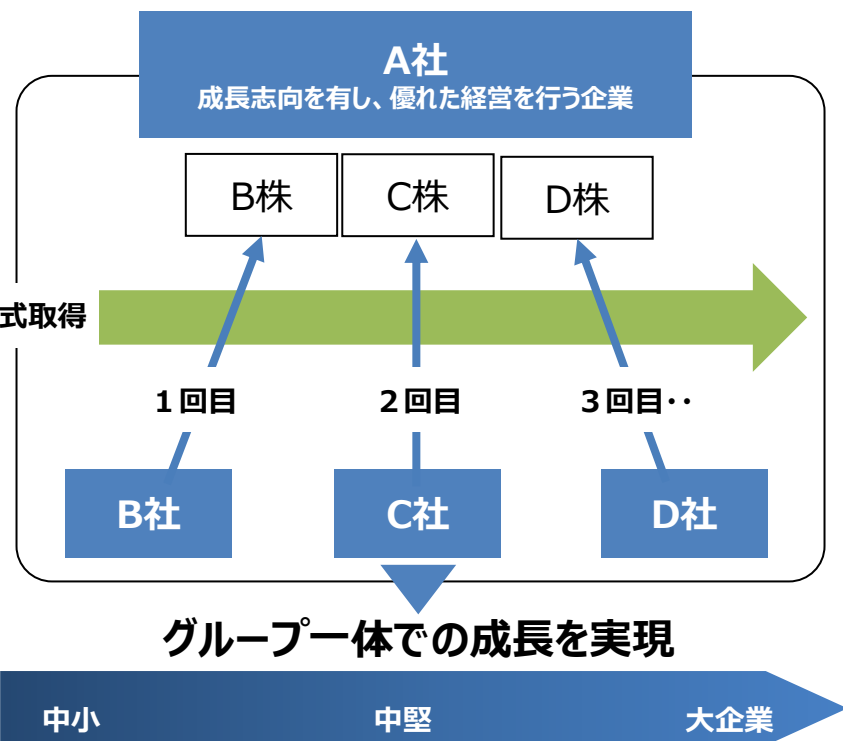 A社
成長志向を有し、優れた経営を行う企業
B株
C株
D株
式取得
1回目
2回目
3回目‥
B社
C社
D社
グループ一体での成長を実現
中小
中堅
大企業